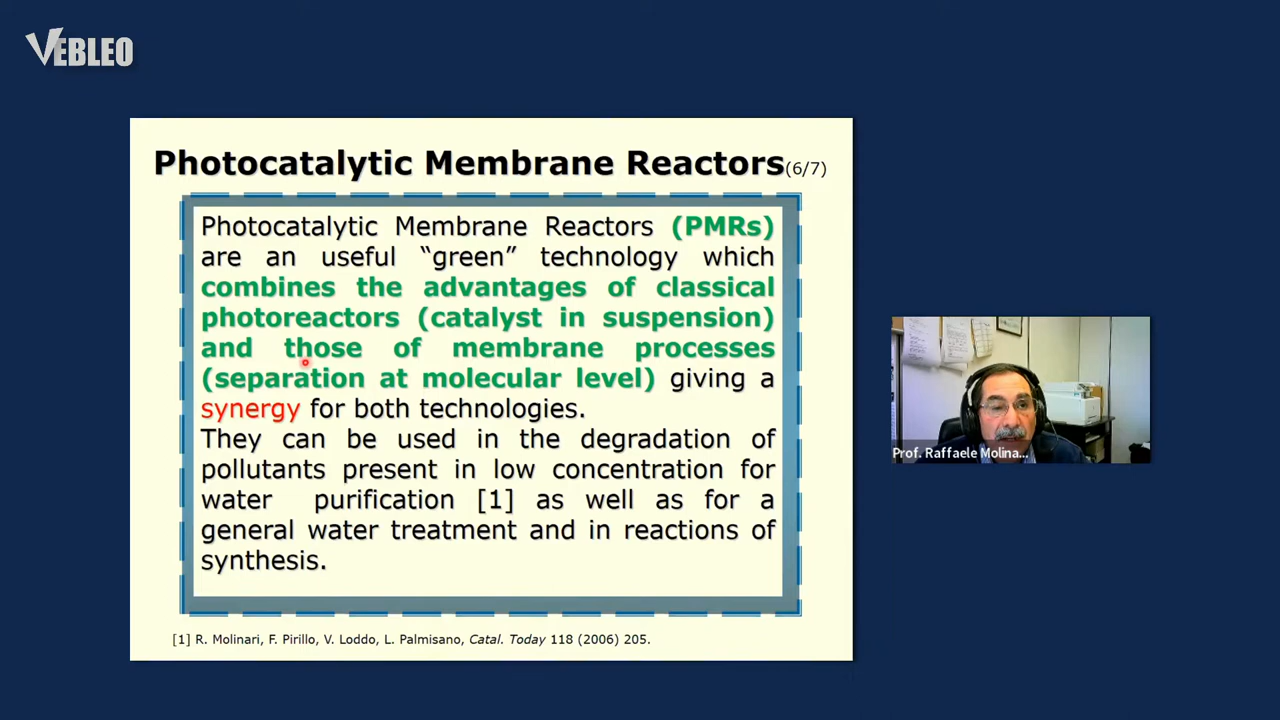 VEBLEO
Photocatalytic Membrane Reactors(6/7)
Photocatalytic Membrane Reactors (PMRs)
are an useful “green” technology which
combines the advantages of classical
photoreactors (catalyst in suspension)
and those of membrane processes
(separation at molecular level) giving a
synergy for both technologies.
They can be used in the degradation of
pollutants present in low concentration for
water purification [1] as well as for a
general water treatment and in reactions of
synthesis.
[1] R. Molinari, F. Pirillo, V. Loddo, L. Palmisano, Catal. Today 118 (2006) 205.
Prof. Raffaele Molina...